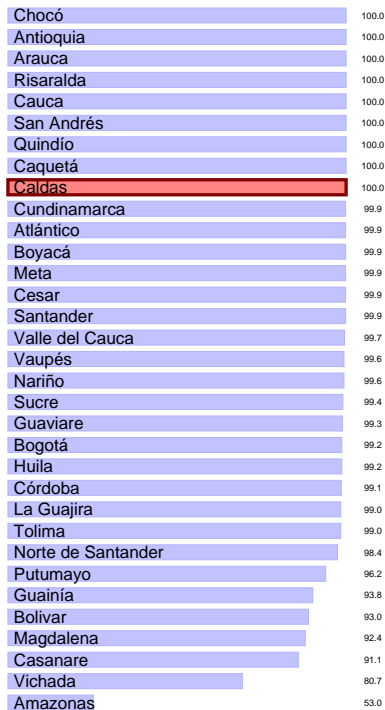 Chocó 100.0
Antioquia 100.0
Arauca 100.0
Risaralda 100.0
Cauca 100.0
San Andrés 100.0
Quindío 100.0
Caquetá 100.0
Caldas 100.0
Cundinamarca 99.9
Atlántico 99.9
Boyacá 99.9
Meta 99.9
Cesar 99.9
Santander 99.9
Valle del Cauca 99.7
Vaupés 99.6
Nariño 99.6
Sucre 99.4
Guaviare 99.3
Bogotá 99.2
Huila 99.2
Córdoba 99.1
La Guajira 99.0
Tolima 99.0
Norte de Santander 98.4
Putumayo 96.2
Guainía 93.8
Bolivar 93.0
Magdalena 92.4
Casanare 91.1
Vichada 80.7
Amazonas 53.0